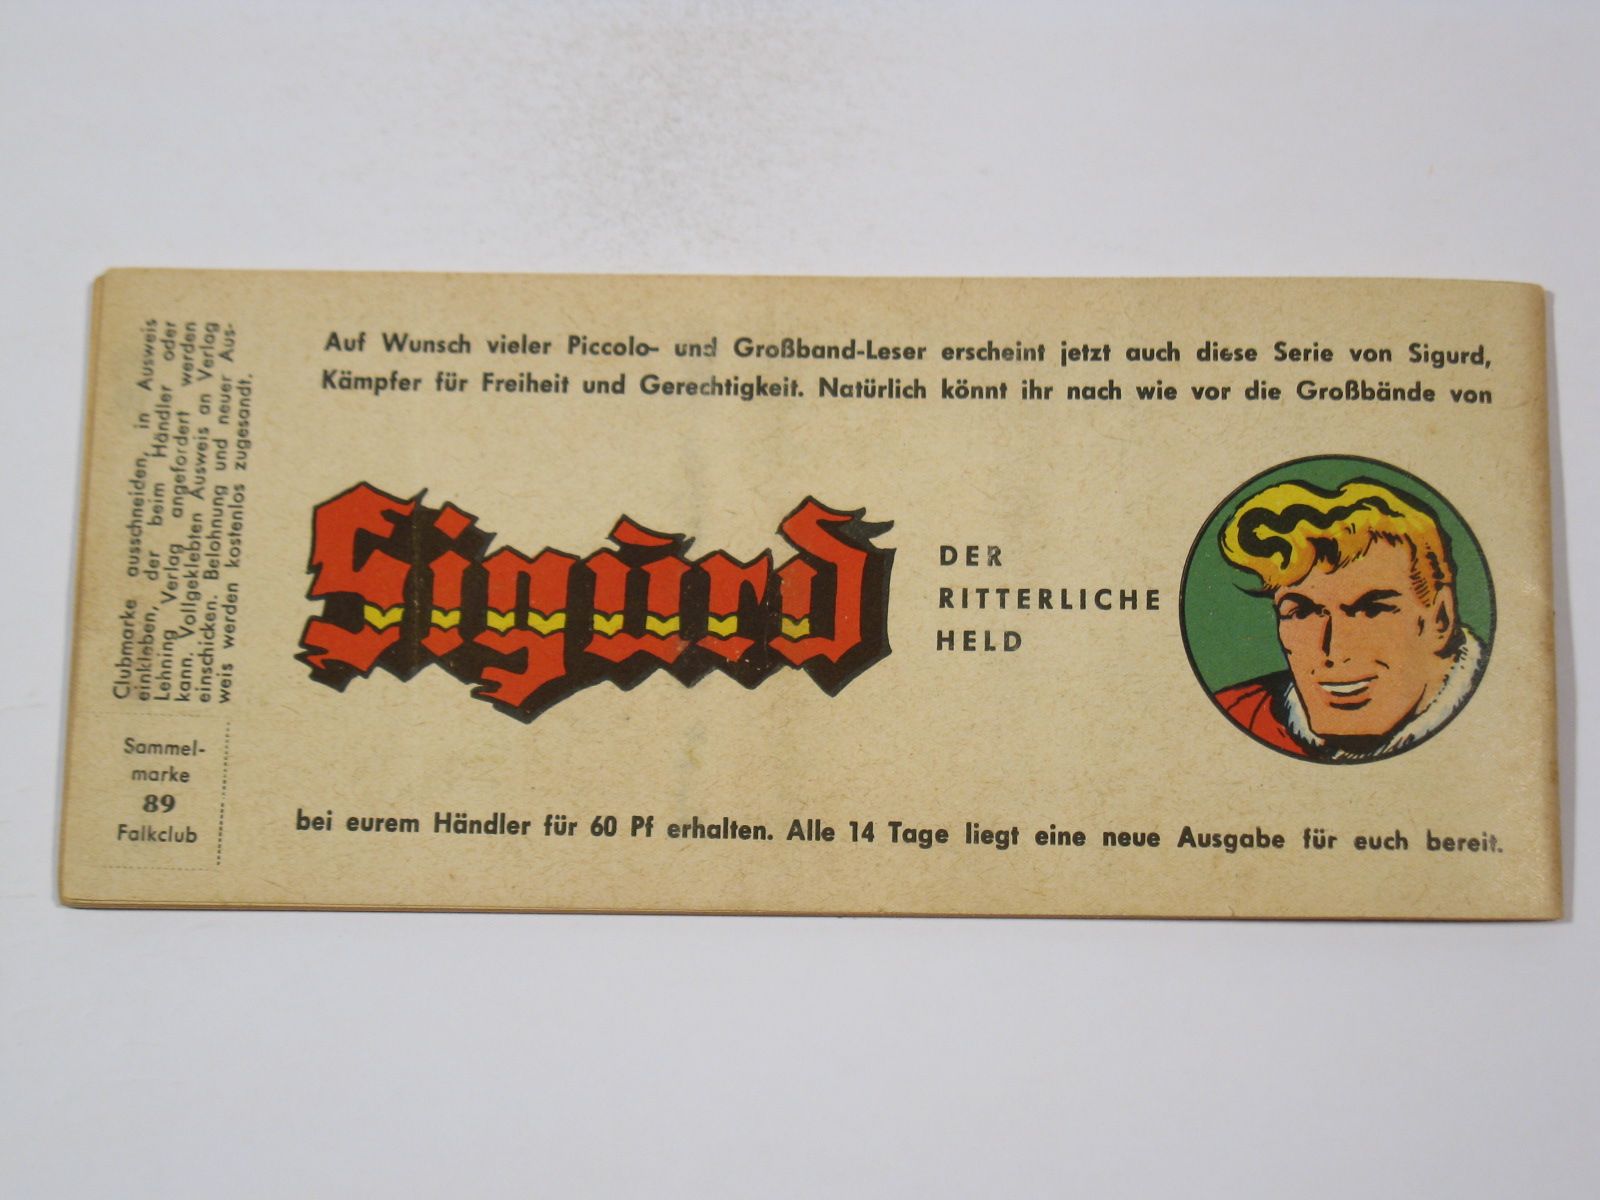 Auf Wunsch vieler Piccolo- und Großband-Leser erscheint jetzt auch diese Serie von Sigurd,
Kämpfer für Freiheit und Gerechtigkeit. Natürlich könnt ihr nach wie vor die Großbände von
Sigurd
DER
RITTERLICHE
HELD
bei eurem Händler für 60 Pf erhalten. Alle 14 Tage liegt eine neue Ausgabe für euch bereit.
Clubmarke ausschneiden, in Ausweis
einkleben, der beim Händler oder
Lehning Verlag angefordert werden
kann. Vollgeklebten Ausweis an Verlag
einschicken. Belohnung und neuer Aus-
weis werden kostenlos zugesandt.
Sammel-
marke
89
Falkclub